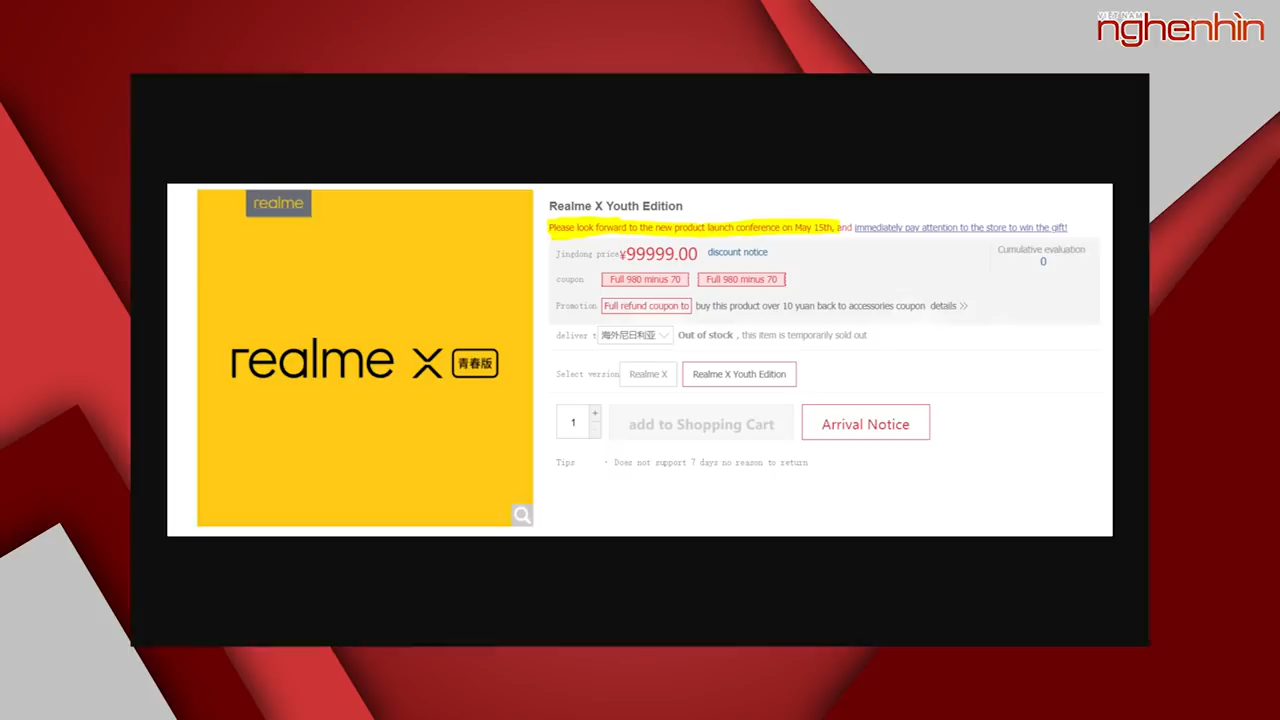 VIỆT NAM
nghenhìn
realme
realme X 青春版
Realme X Youth Edition
Please look forward to the new product launch conference on May 15th, and immediately pay attention to the store to win the gift!
Jingdong price ¥99999.00 discount notice
Cumulative evaluation
0
coupon Full 980 minus 70 Full 980 minus 70
Promotion Full refund coupon to buy this product over 10 yuan back to accessories coupon details >>
deliver t 海外尼日利亚 Out of stock , this item is temporarily sold out
Select version Realme X Realme X Youth Edition
1 + - add to Shopping Cart Arrival Notice
Tips · Does not support 7 days no reason to return